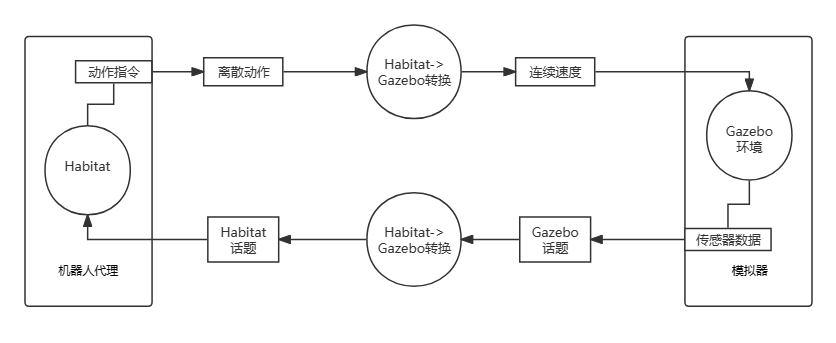 动作指令
离散动作
Habitat->
Gazebo转换
连续速度
Habitat
Gazebo
环境
Habitat
话题
Habitat->
Gazebo转换
Gazebo
话题
传感器数据
机器人代理
模拟器